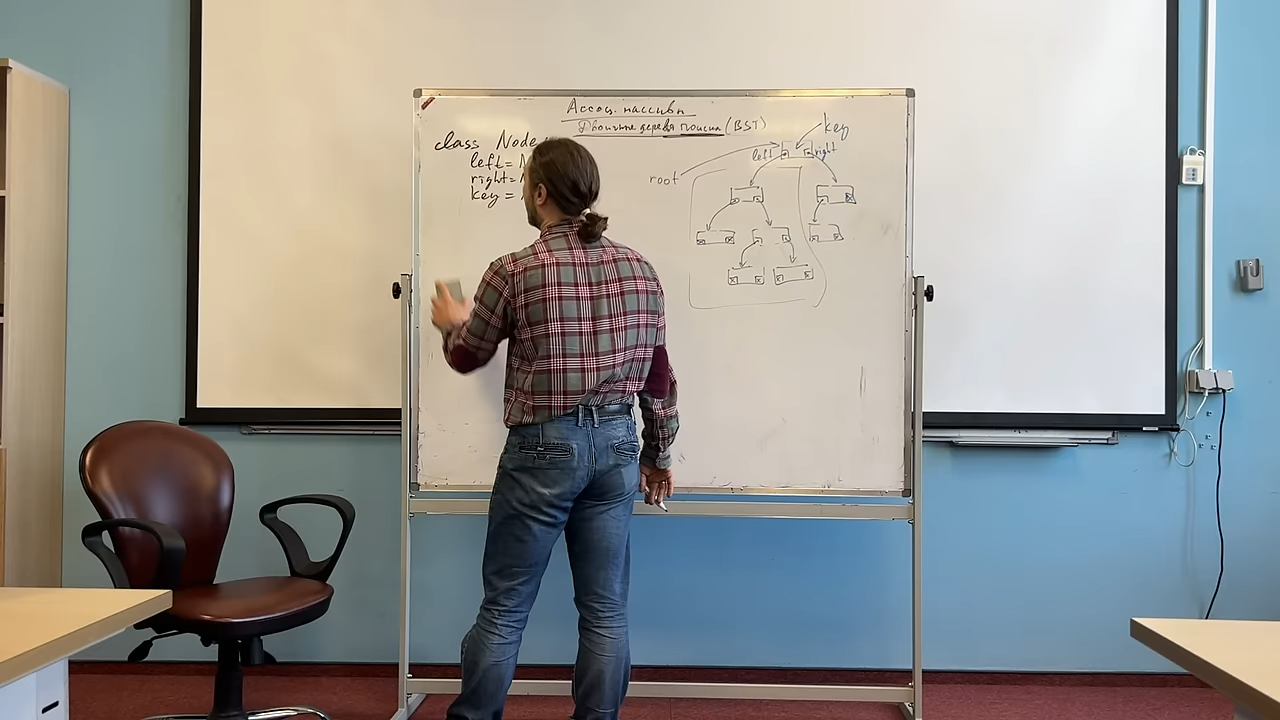 Ассоц. массивы
Двоичные деревья поиска (BST)
class Node
left =
right =
key =
key
left
right
root